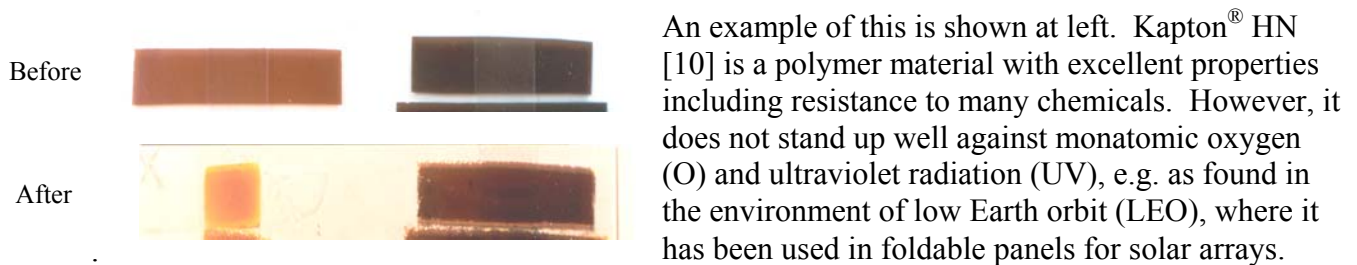 Before
After
.
An example of this is shown at left. Kapton® HN
[10] is a polymer material with excellent properties
including resistance to many chemicals. However, it
does not stand up well against monatomic oxygen
(O) and ultraviolet radiation (UV), e.g. as found in
the environment of low Earth orbit (LEO), where it
has been used in foldable panels for solar arrays.